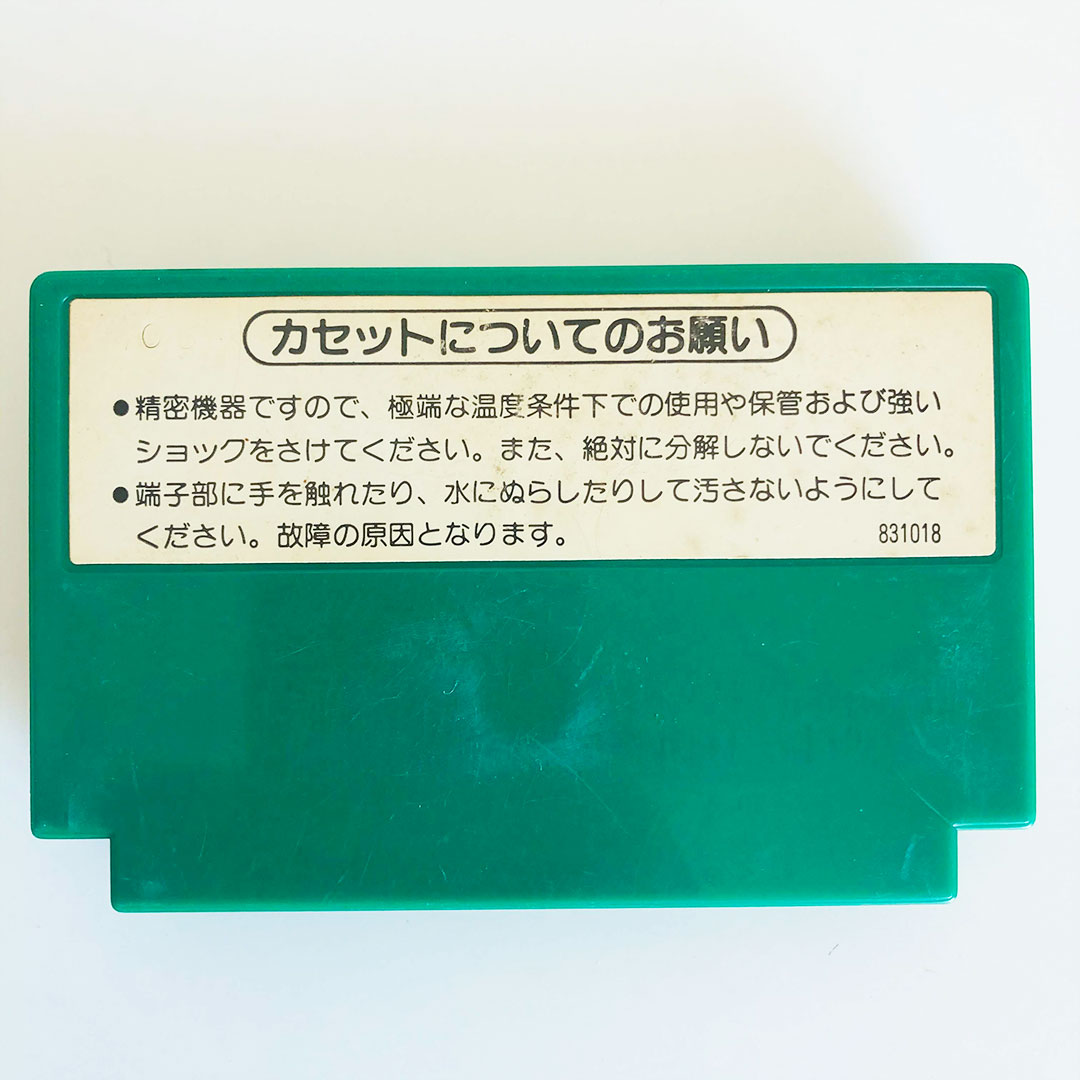 カセットについてのお願い
●精密機器ですので、極端な温度条件下での使用や保管および強い
ショックをさけてください。また、絶対に分解しないでください。
●端子部に手を触れたり、水にぬらしたりして汚さないようにして
ください。故障の原因となります。
831018